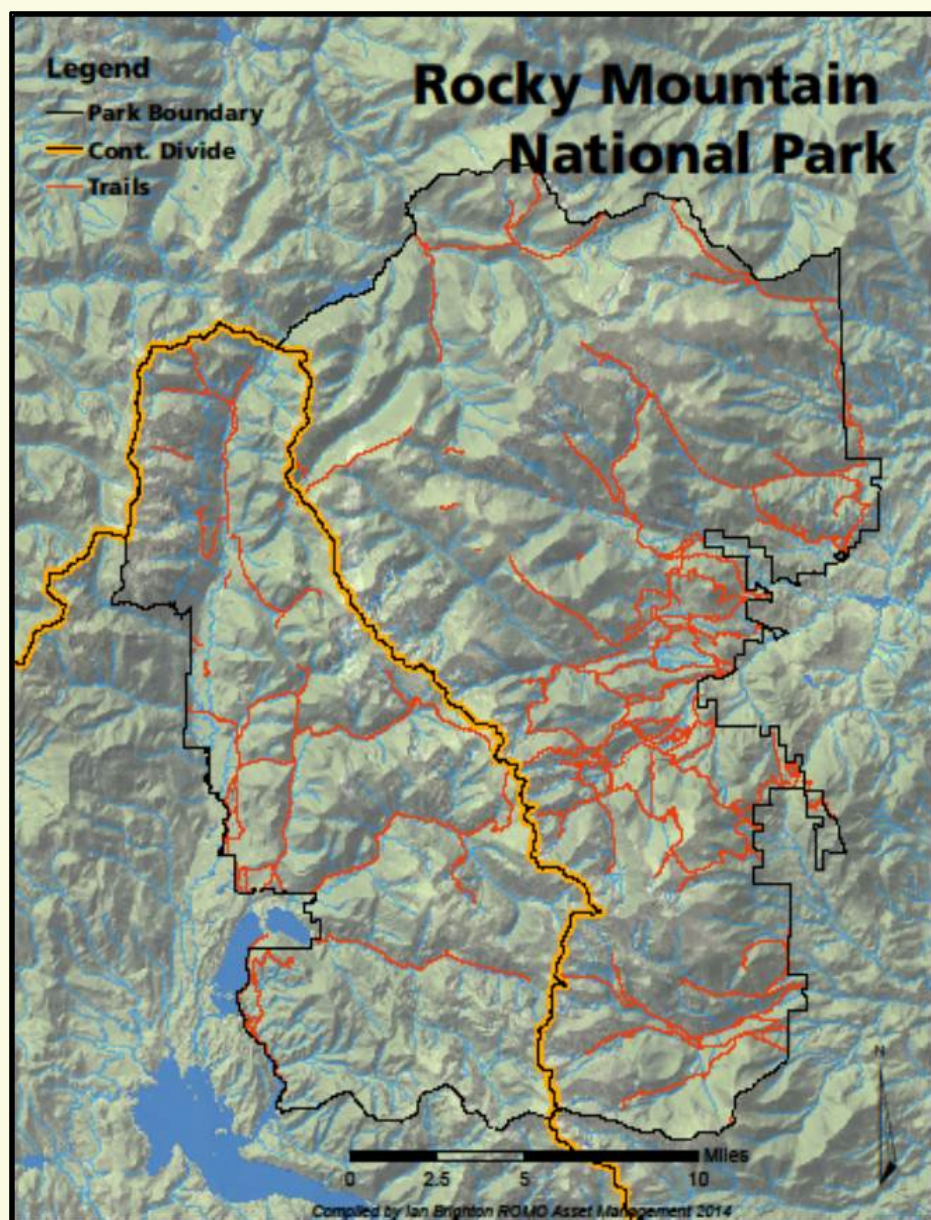 Rocky Mountain
National Park
Legend
Park Boundary
Cont. Divide
Trails
N
Miles
0 2.5 5 10
Compiled by Ian Brighton ROMO Asset Management 2014